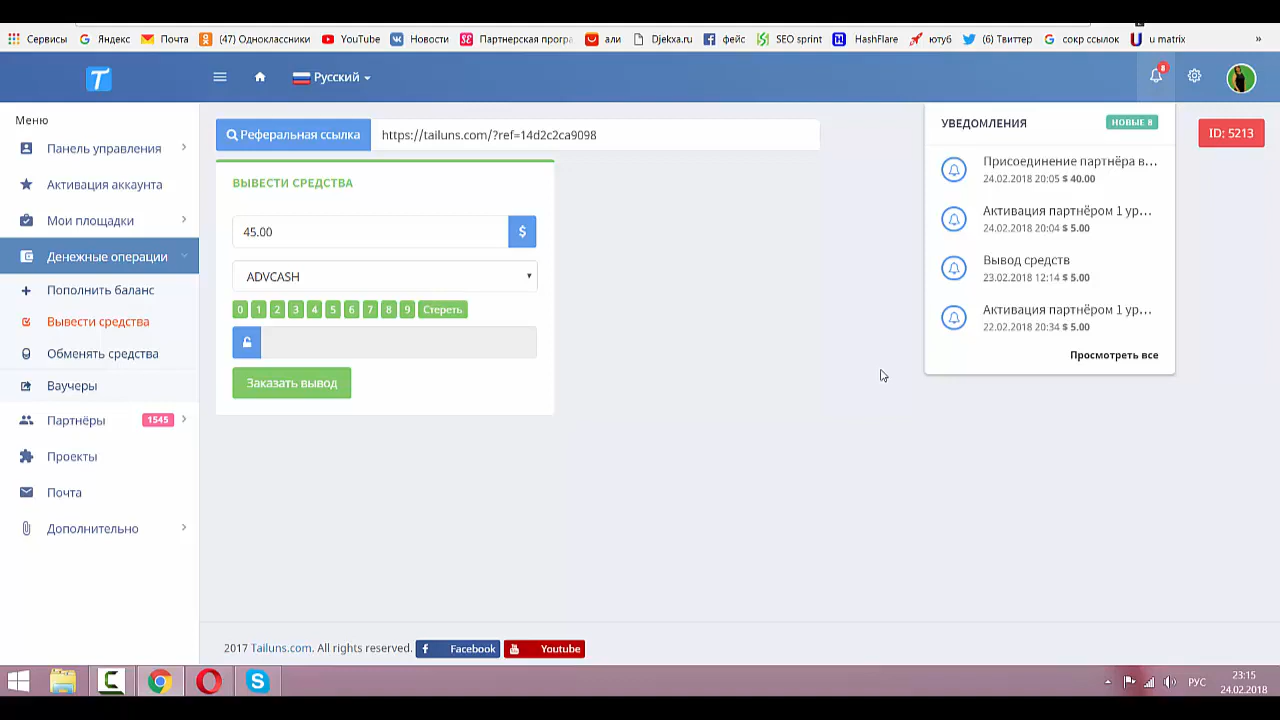 Сервисы Яндекс Почта (47) Одноклассники YouTube Новости Партнерская програ али Djekxa.ru фейс SEO sprint HashFlare ютуб (6) Твиттер сокр ссылок u matrix »
T Русский 8
Меню
Панель управления
Активация аккаунта
Мои площадки
Денежные операции
Пополнить баланс
Вывести средства
Обменять средства
Ваучеры
Партнёры 1545
Проекты
Почта
Дополнительно
Реферальная ссылка https://tailuns.com/?ref=14d2c2ca9098
ВЫВЕСТИ СРЕДСТВА
45.00 $
ADVCASH
0 1 2 3 4 5 6 7 8 9 Стереть
Заказать вывод
УВЕДОМЛЕНИЯ НОВЫЕ 8
Присоединение партнёра в...
24.02.2018 20:05 $ 40.00
Активация партнёром 1 ур...
24.02.2018 20:04 $ 5.00
Вывод средств
23.02.2018 12:14 $ 5.00
Активация партнёром 1 ур...
22.02.2018 20:34 $ 5.00
Просмотреть все
ID: 5213
2017 Tailuns.com. All rights reserved. Facebook Youtube
РУС
23:15
24.02.2018